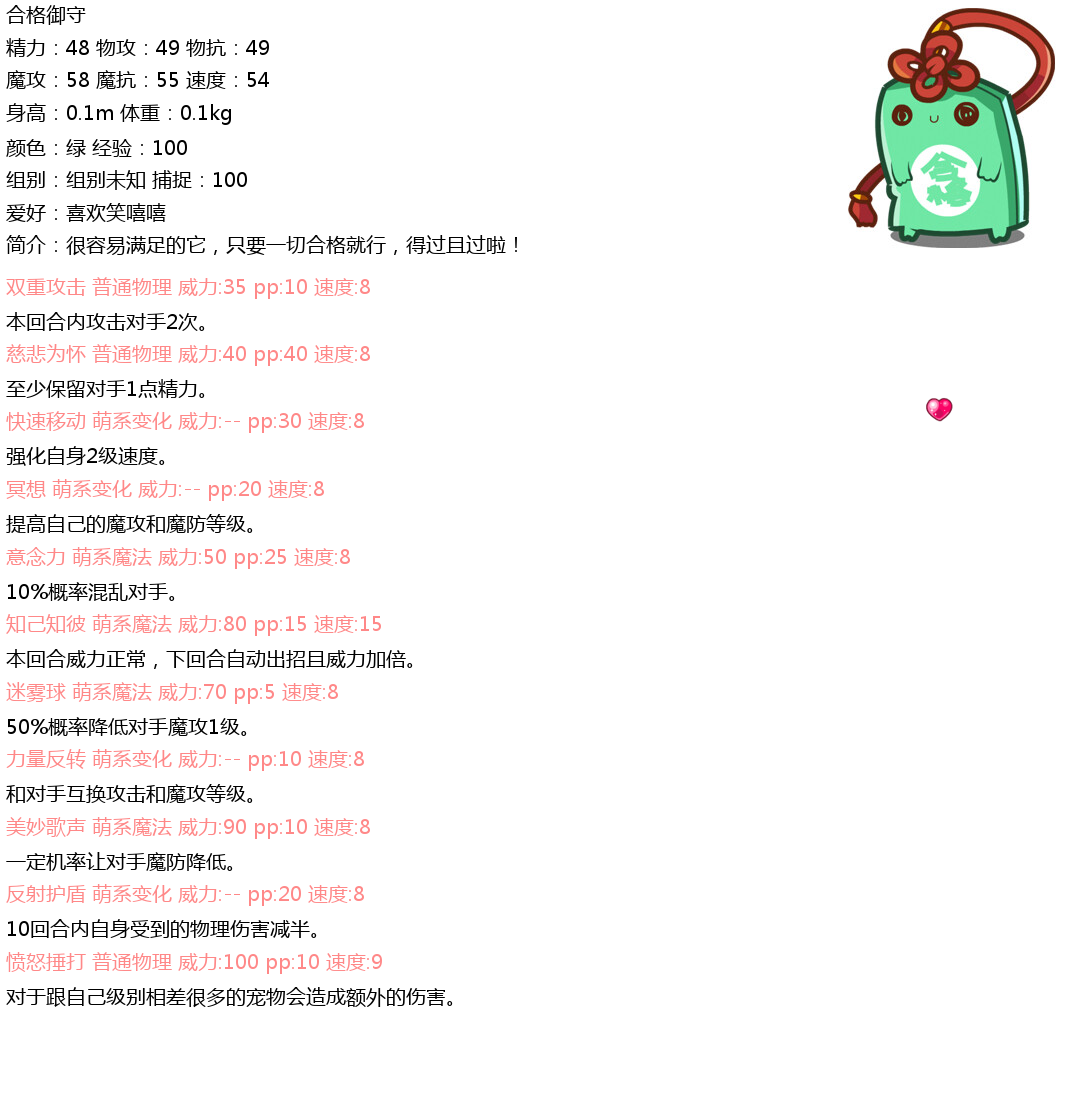 合格御守
精力：48 物攻：49 物抗：49
魔攻：58 魔抗：55 速度：54
身高：0.1m 体重：0.1kg
颜色：绿 经验：100
组别：组别未知 捕捉：100
爱好：喜欢笑嘻嘻
简介：很容易满足的它，只要一切合格就行，得过且过啦！
合格
双重攻击 普通物理 威力:35 pp:10 速度:8
本回合内攻击对手2次。
慈悲为怀 普通物理 威力:40 pp:40 速度:8
至少保留对手1点精力。
快速移动 萌系变化 威力:-- pp:30 速度:8
强化自身2级速度。
冥想 萌系变化 威力:-- pp:20 速度:8
提高自己的魔攻和魔防等级。
意念力 萌系魔法 威力:50 pp:25 速度:8
10%概率混乱对手。
知己知彼 萌系魔法 威力:80 pp:15 速度:15
本回合威力正常，下回合自动出招且威力加倍。
迷雾球 萌系魔法 威力:70 pp:5 速度:8
50%概率降低对手魔攻1级。
力量反转 萌系变化 威力:-- pp:10 速度:8
和对手互换攻击和魔攻等级。
美妙歌声 萌系魔法 威力:90 pp:10 速度:8
一定机率让对手魔防降低。
反射护盾 萌系变化 威力:-- pp:20 速度:8
10回合内自身受到的物理伤害减半。
愤怒捶打 普通物理 威力:100 pp:10 速度:9
对于跟自己级别相差很多的宠物会造成额外的伤害。